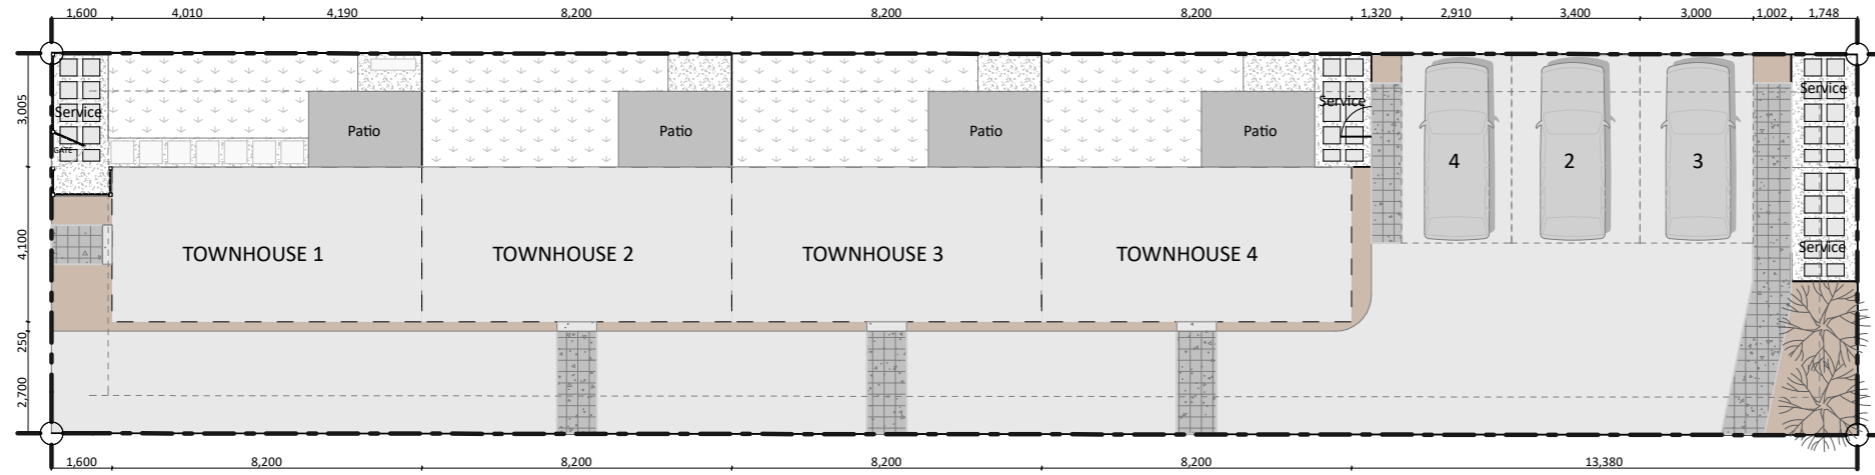 1,600 4,010 4,190 8,200 8,200 8,200 1,320 2,910 3,400 3,000 1,002 1,748
3,005
Service
GATE
Patio
Patio
Patio
Patio
Service
4
2
3
Service
4,100
TOWNHOUSE 1
TOWNHOUSE 2
TOWNHOUSE 3
TOWNHOUSE 4
Service
250
2,700
1,600 8,200 8,200 8,200 8,200 13,380